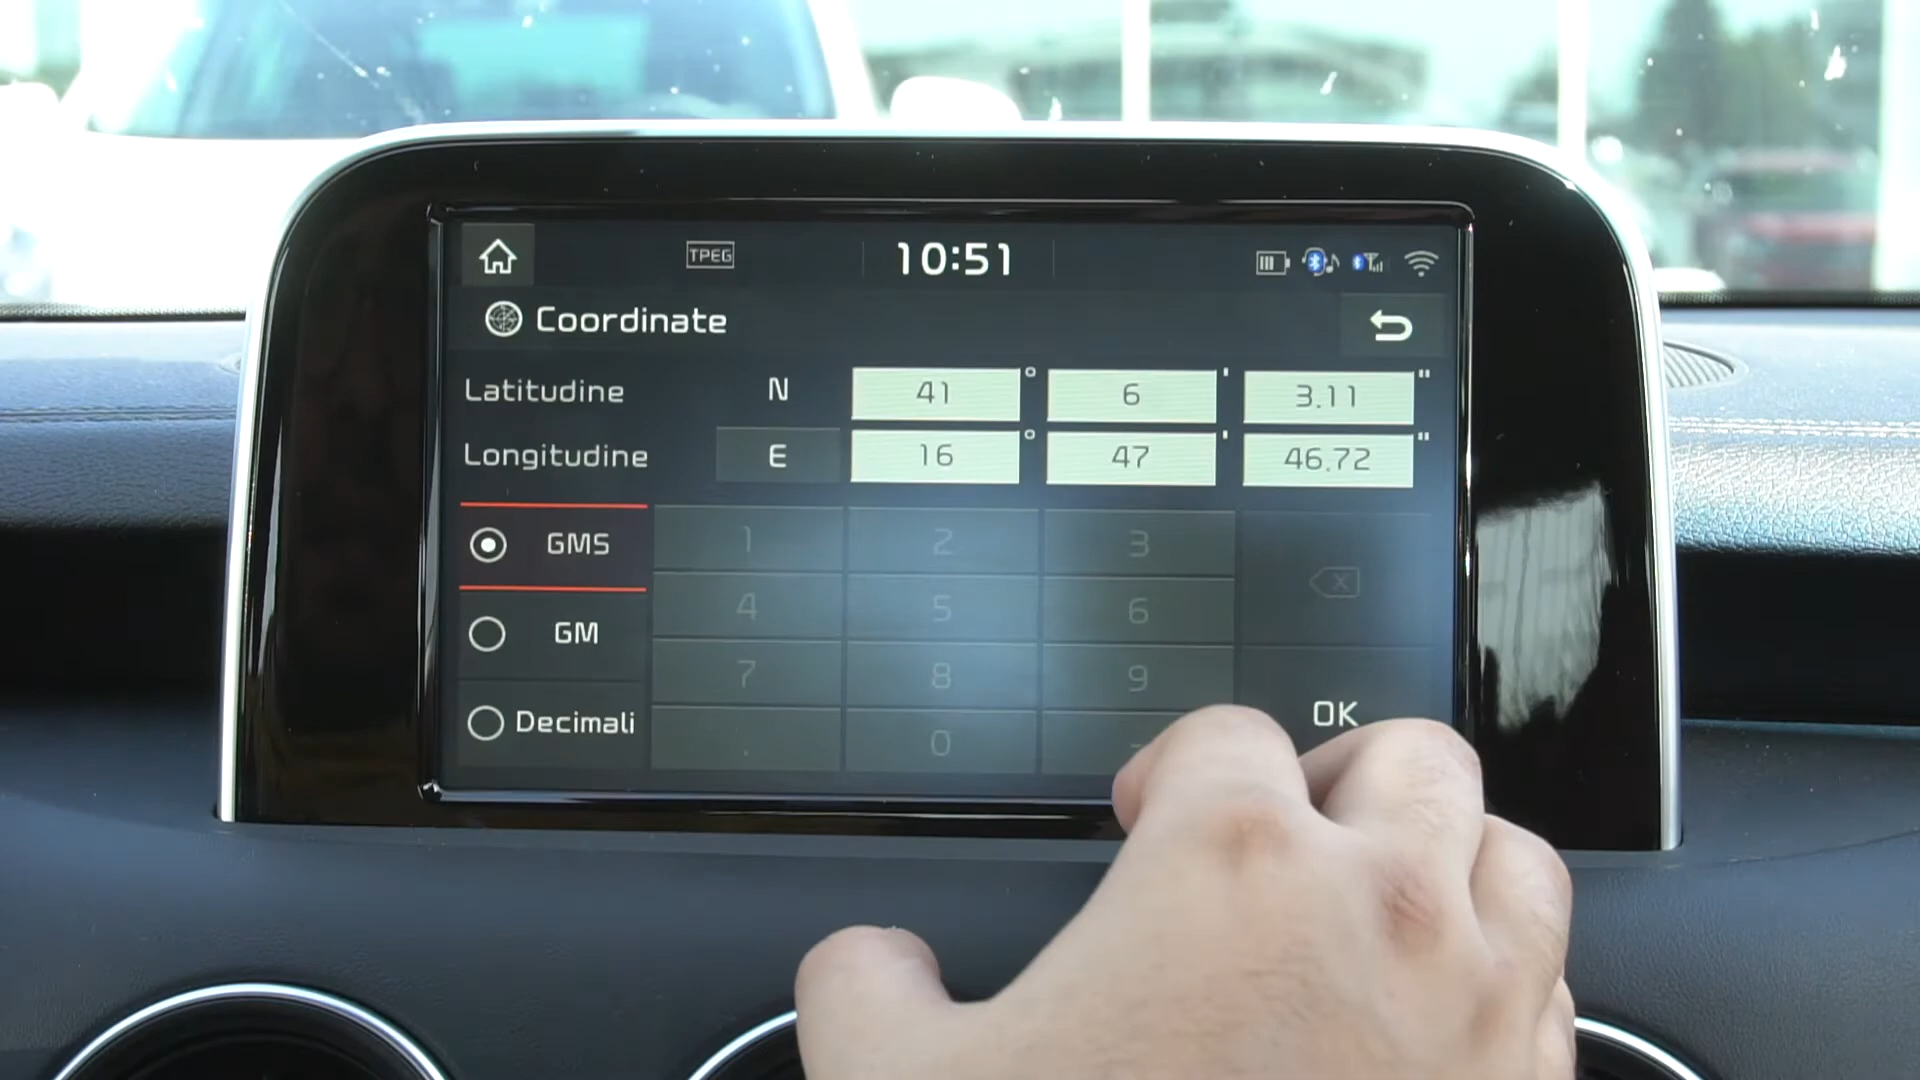 TPEG 10:51
Coordinate
Latitudine N 41 ° 6 ' 3.11 "
Longitudine E 16 ° 47 ' 46.72 "
GMS 1 2 3
GM 4 5 6
7 8 9
Decimali . 0 - OK